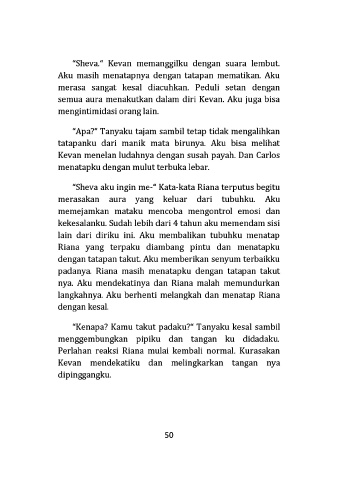 "Sheva." Kevan memanggilku dengan suara lembut.
Aku masih menatapnya dengan tatapan mematikan. Aku
merasa sangat kesal diacuhkan. Peduli setan dengan
semua aura menakutkan dalam diri Kevan. Aku juga bisa
mengintimidasi orang lain.
"Apa?" Tanyaku tajam sambil tetap tidak mengalihkan
tatapanku dari manik mata birunya. Aku bisa melihat
Kevan menelan ludahnya dengan susah payah. Dan Carlos
menatapku dengan mulut terbuka lebar.
"Sheva aku ingin me-" Kata-kata Riana terputus begitu
merasakan aura yang keluar dari tubuhku. Aku
memejamkan mataku mencoba mengontrol emosi dan
kekesalanku. Sudah lebih dari 4 tahun aku memendam sisi
lain dari diriku ini. Aku membalikan tubuhku menatap
Riana yang terpaku diambang pintu dan menatapku
dengan tatapan takut. Aku memberikan senyum terbaikku
padanya. Riana masih menatapku dengan tatapan takut
nya. Aku mendekatinya dan Riana malah memundurkan
langkahnya. Aku berhenti melangkah dan menatap Riana
dengan kesal.
"Kenapa? Kamu takut padaku?" Tanyaku kesal sambil
menggembungkan pipiku dan tangan ku didadaku.
Perlahan reaksi Riana mulai kembali normal. Kurasakan
Kevan mendekatiku dan melingkarkan tangan nya
dipinggangku.
50